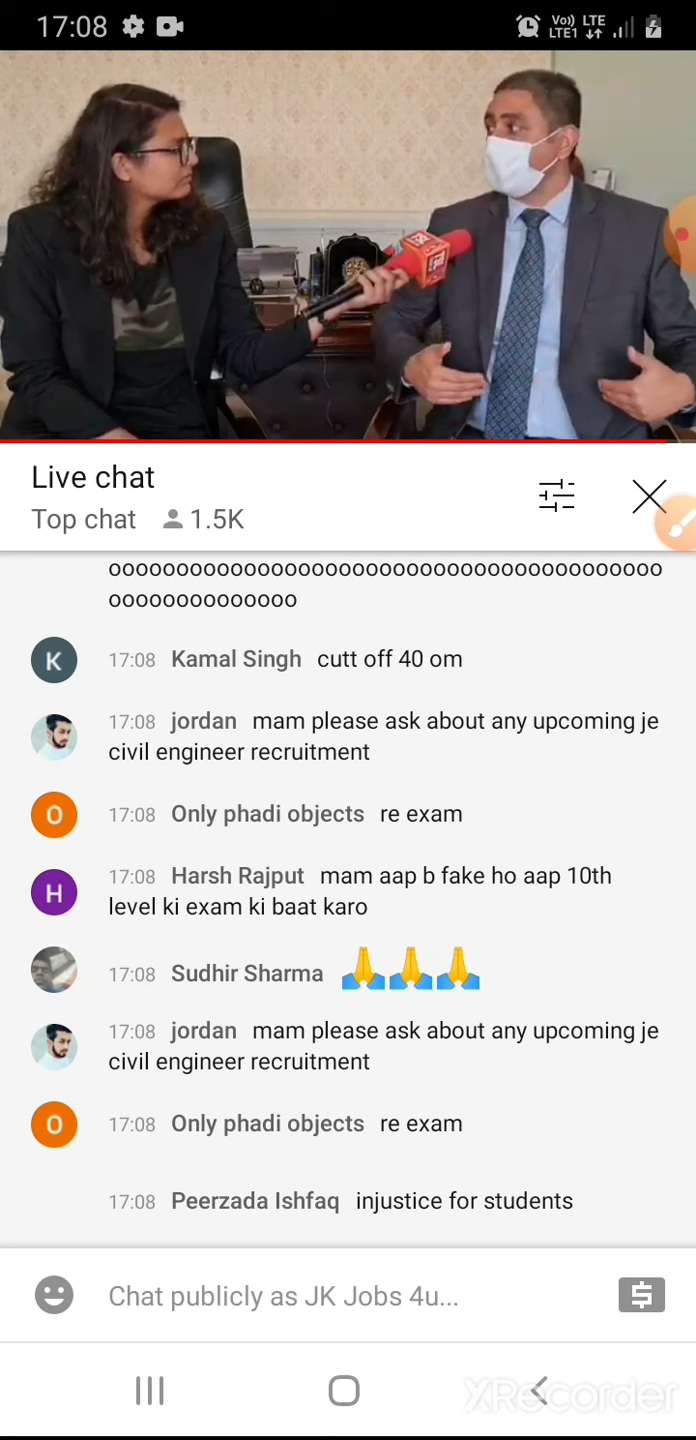 17:08
Vo)) LTE
LTE1
Live chat
Top chat 1.5K
ooooooooooooooooooooooooooooooooooooooooo
oooooooooooooo
K 17:08 Kamal Singh cutt off 40 om
17:08 jordan mam please ask about any upcoming je
civil engineer recruitment
O 17:08 Only phadi objects re exam
H 17:08 Harsh Rajput mam aap b fake ho aap 10th
level ki exam ki baat karo
17:08 Sudhir Sharma 🙏🙏🙏
17:08 jordan mam please ask about any upcoming je
civil engineer recruitment
O 17:08 Only phadi objects re exam
17:08 Peerzada Ishfaq injustice for students
Chat publicly as JK Jobs 4u...
XRecorder